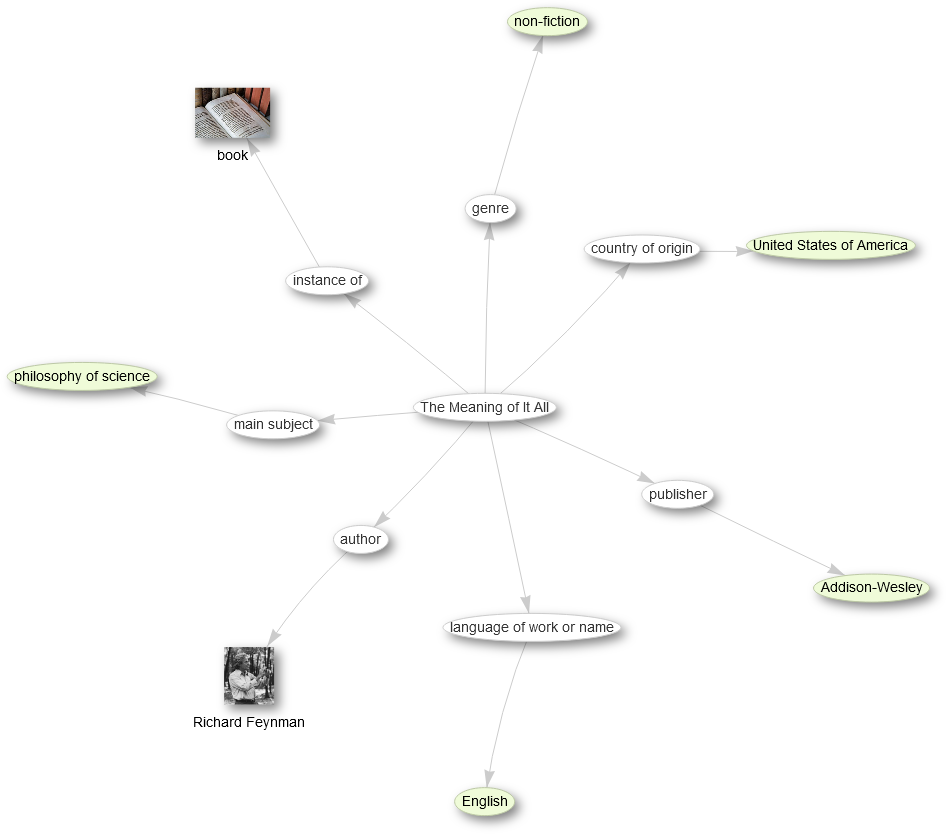 non-fiction
book
genre
country of origin
United States of America
instance of
philosophy of science
The Meaning of It All
main subject
publisher
author
Addison-Wesley
language of work or name
Richard Feynman
English